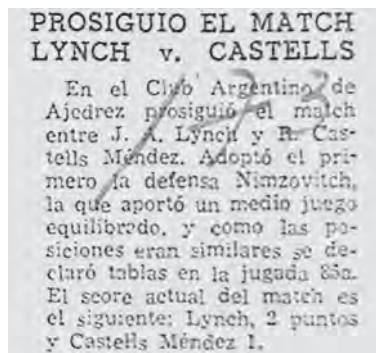 PROSIGUIO EL MATCH
LYNCH v. CASTELLS
En el Club Argentino de
Ajedrez prosiguió el match
entre J. A. Lynch y R. Cas-
tells Méndez. Adoptó el pri-
mero la defensa Nimzovitch,
la que aportó un medio juego
equilibrado, y como las po-
siciones eran similares se de-
claró tablas en la jugada 85a.
El score actual del match es
el siguiente: Lynch, 2 puntos
y Castells Méndez 1.